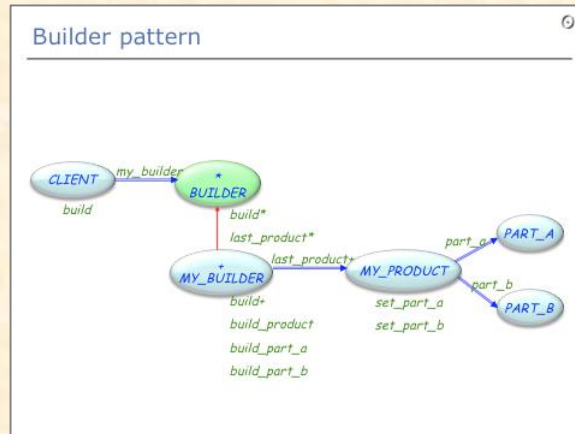 Builder pattern
CLIENT
my_builder
*
BUILDER
build
build*
last_product*
+
MY_BUILDER
last_product+
MY_PRODUCT
part_a
PART_A
part_b
PART_B
build+
build_product
build_part_a
build_part_b
set_part_a
set_part_b